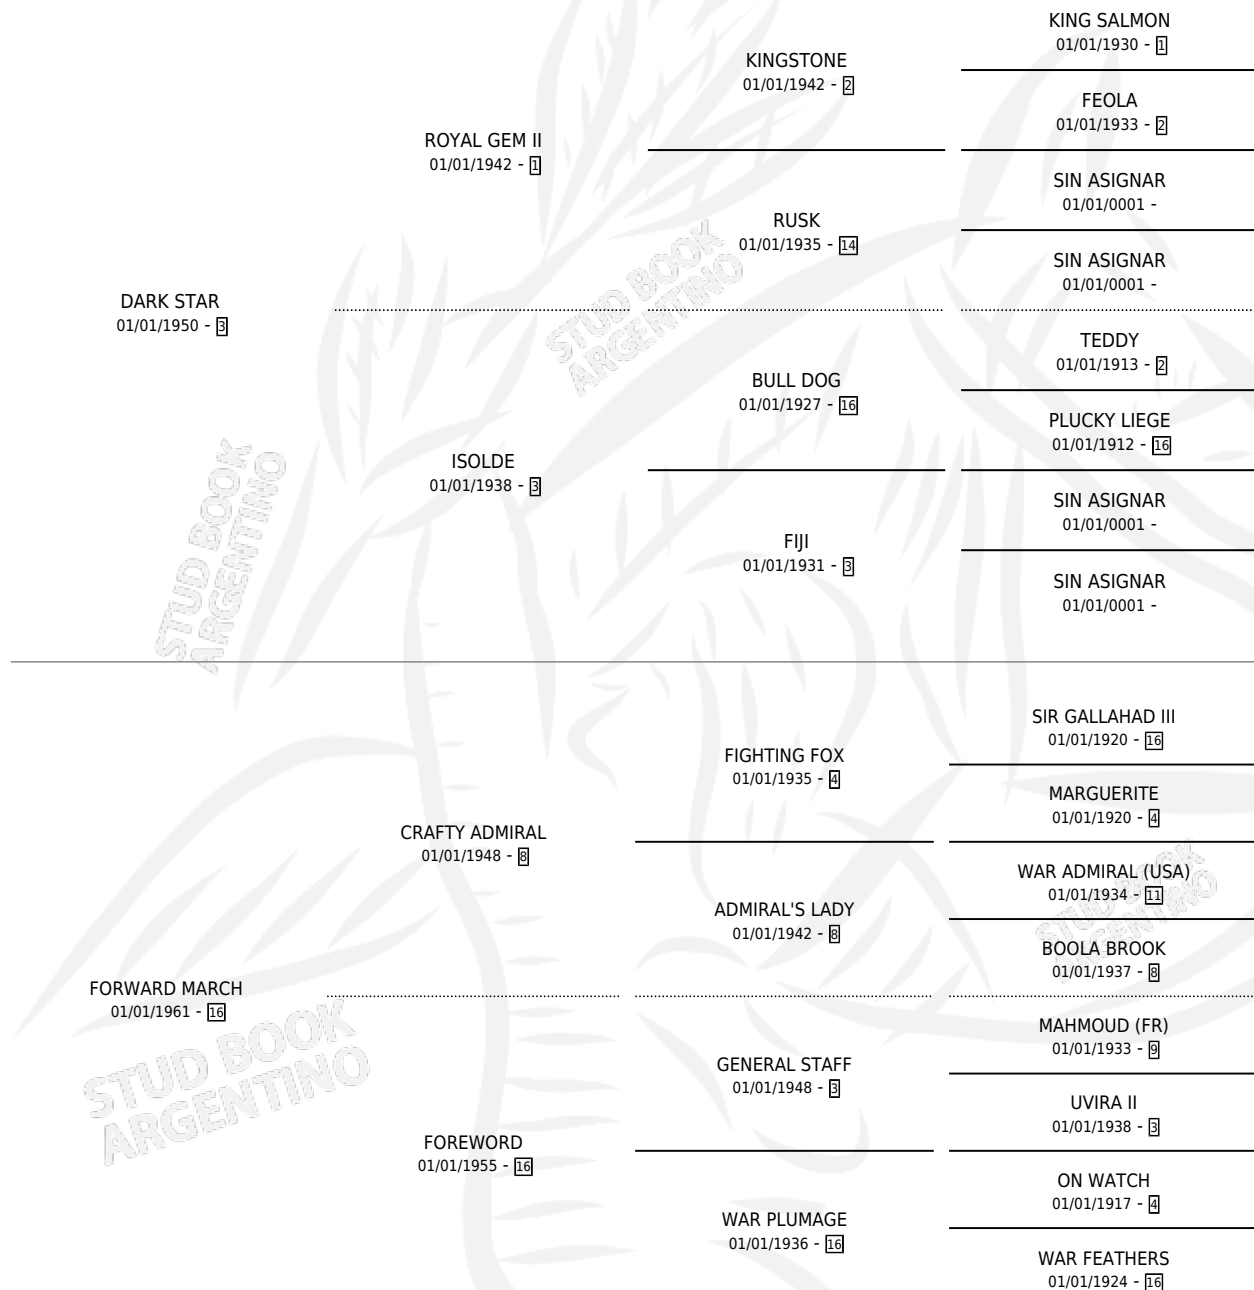 KING SALMON
01/01/1930 - 1
KINGSTONE
01/01/1942 - 2
FEOLA
01/01/1933 - 2
ROYAL GEM II
01/01/1942 - 1
SIN ASIGNAR
01/01/0001 -
RUSK
01/01/1935 - 14
SIN ASIGNAR
01/01/0001 -
DARK STAR
01/01/1950 - 3
TEDDY
01/01/1913 - 2
BULL DOG
01/01/1927 - 16
PLUCKY LIEGE
01/01/1912 - 16
ISOLDE
01/01/1938 - 3
SIN ASIGNAR
01/01/0001 -
FIJI
01/01/1931 - 3
SIN ASIGNAR
01/01/0001 -
STUD BOOK
ARGENTINO
STUD BOOK
ARGENTINO
SIR GALLAHAD III
01/01/1920 - 16
FIGHTING FOX
01/01/1935 - 4
MARGUERITE
01/01/1920 - 4
CRAFTY ADMIRAL
01/01/1948 - 8
WAR ADMIRAL (USA)
01/01/1934 - 11
ADMIRAL'S LADY
01/01/1942 - 8
BOOLA BROOK
01/01/1937 - 8
FORWARD MARCH
01/01/1961 - 16
MAHMOUD (FR)
01/01/1933 - 9
GENERAL STAFF
01/01/1948 - 3
UVIRA II
01/01/1938 - 3
FOREWORD
01/01/1955 - 16
ON WATCH
01/01/1917 - 4
WAR PLUMAGE
01/01/1936 - 16
WAR FEATHERS
01/01/1924 - 16
STUD BOOK
ARGENTINO
STUD BOOK
ARGENTINO